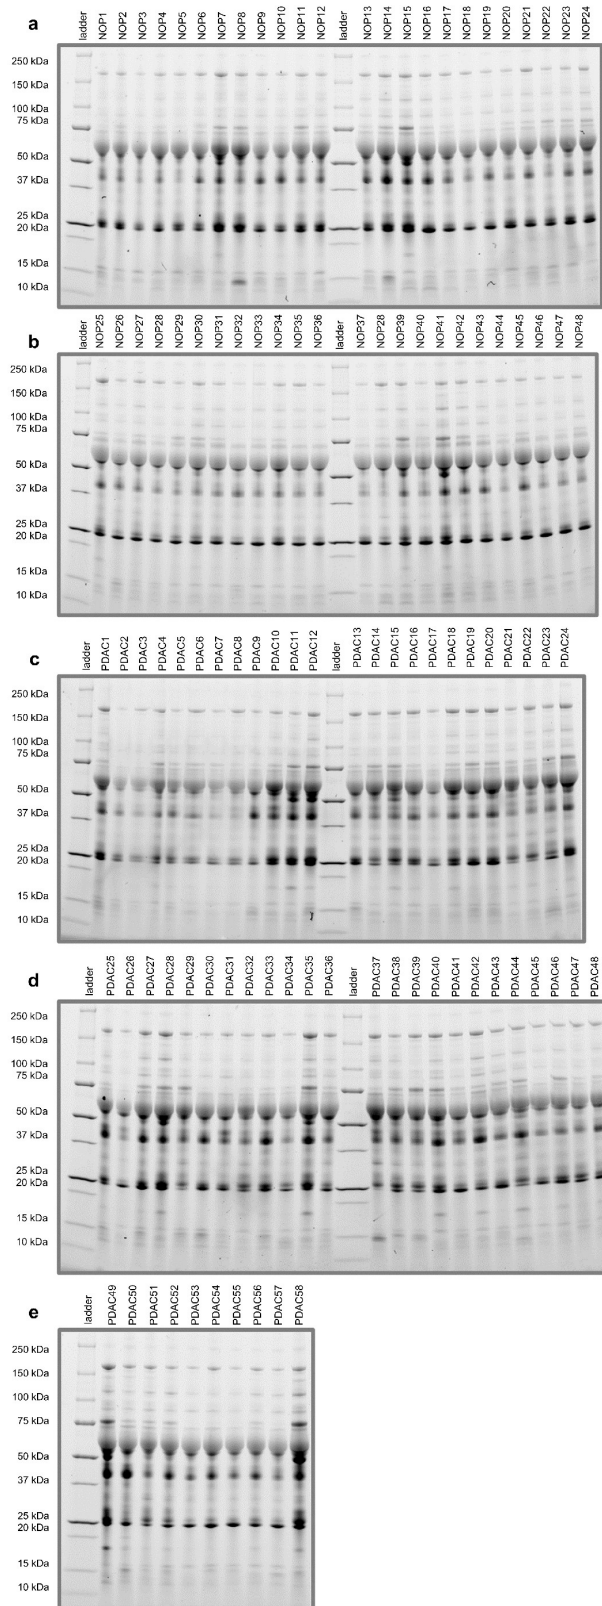 a
ladder NOP1 NOP2 NOP3 NOP4 NOP5 NOP6 NOP7 NOP8 NOP9 NOP10 NOP11 NOP12 ladder NOP13 NOP14 NOP15 NOP16 NOP17 NOP18 NOP19 NOP20 NOP21 NOP22 NOP23 NOP24
250 kDa
150 kDa
100 kDa
75 kDa
50 kDa
37 kDa
25 kDa
20 kDa
15 kDa
10 kDa
b
ladder NOP25 NOP26 NOP27 NOP28 NOP29 NOP30 NOP31 NOP32 NOP33 NOP34 NOP35 NOP36 ladder NOP37 NOP28 NOP39 NOP40 NOP41 NOP42 NOP43 NOP44 NOP45 NOP46 NOP47 NOP48
250 kDa
150 kDa
100 kDa
75 kDa
50 kDa
37 kDa
25 kDa
20 kDa
15 kDa
10 kDa
c
ladder PDAC1 PDAC2 PDAC3 PDAC4 PDAC5 PDAC6 PDAC7 PDAC8 PDAC9 PDAC10 PDAC11 PDAC12 ladder PDAC13 PDAC14 PDAC15 PDAC16 PDAC17 PDAC18 PDAC19 PDAC20 PDAC21 PDAC22 PDAC23 PDAC24
250 kDa
150 kDa
100 kDa
75 kDa
50 kDa
37 kDa
25 kDa
20 kDa
15 kDa
10 kDa
d
ladder PDAC25 PDAC26 PDAC27 PDAC28 PDAC29 PDAC30 PDAC31 PDAC32 PDAC33 PDAC34 PDAC35 PDAC36 ladder PDAC37 PDAC38 PDAC39 PDAC40 PDAC41 PDAC42 PDAC43 PDAC44 PDAC45 PDAC46 PDAC47 PDAC48
250 kDa
150 kDa
100 kDa
75 kDa
50 kDa
37 kDa
25 kDa
20 kDa
15 kDa
10 kDa
e
ladder PDAC49 PDAC50 PDAC51 PDAC52 PDAC53 PDAC54 PDAC55 PDAC56 PDAC57 PDAC58
250 kDa
150 kDa
100 kDa
75 kDa
50 kDa
37 kDa
25 kDa
20 kDa
15 kDa
10 kDa